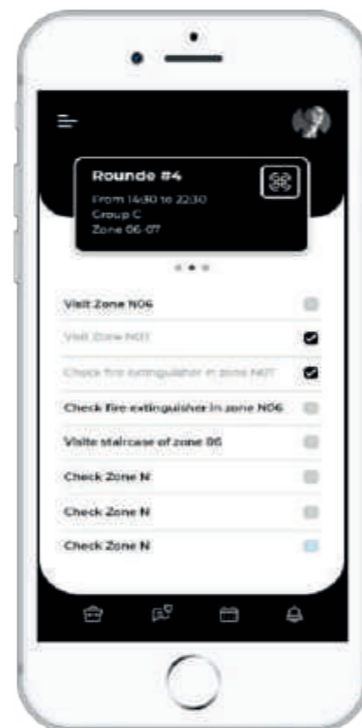 Rounde #4
From 14:30 to 22:30
Group C
Zone 06-07
Visit Zone N06
Visit Zone N07
Check fire extinguisher in zone N07
Check fire extinguisher in zone N06
Visite staircase of zone 06
Check Zone N
Check Zone N
Check Zone N